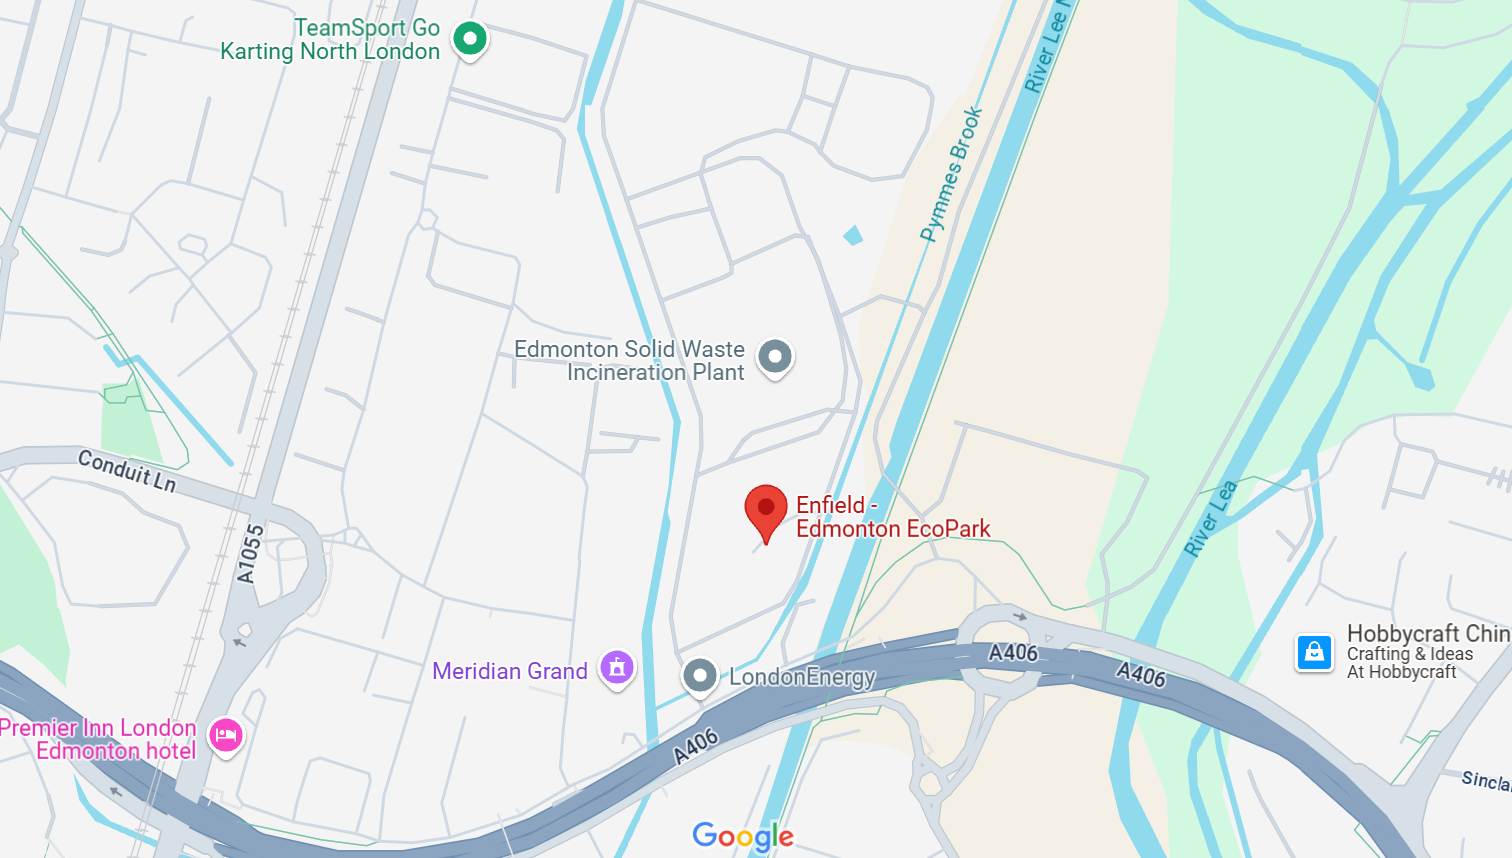 TeamSport Go
Karting North London
River Lee N
Pymmes Brook
Edmonton Solid Waste
Incineration Plant
Conduit Ln
A1055
Enfield -
Edmonton EcoPark
River Lea
Meridian Grand
LondonEnergy
A406
A406
A406
Hobbycraft Chin
Crafting & Ideas
At Hobbycraft
Premier Inn London
Edmonton hotel
Sincla
Google